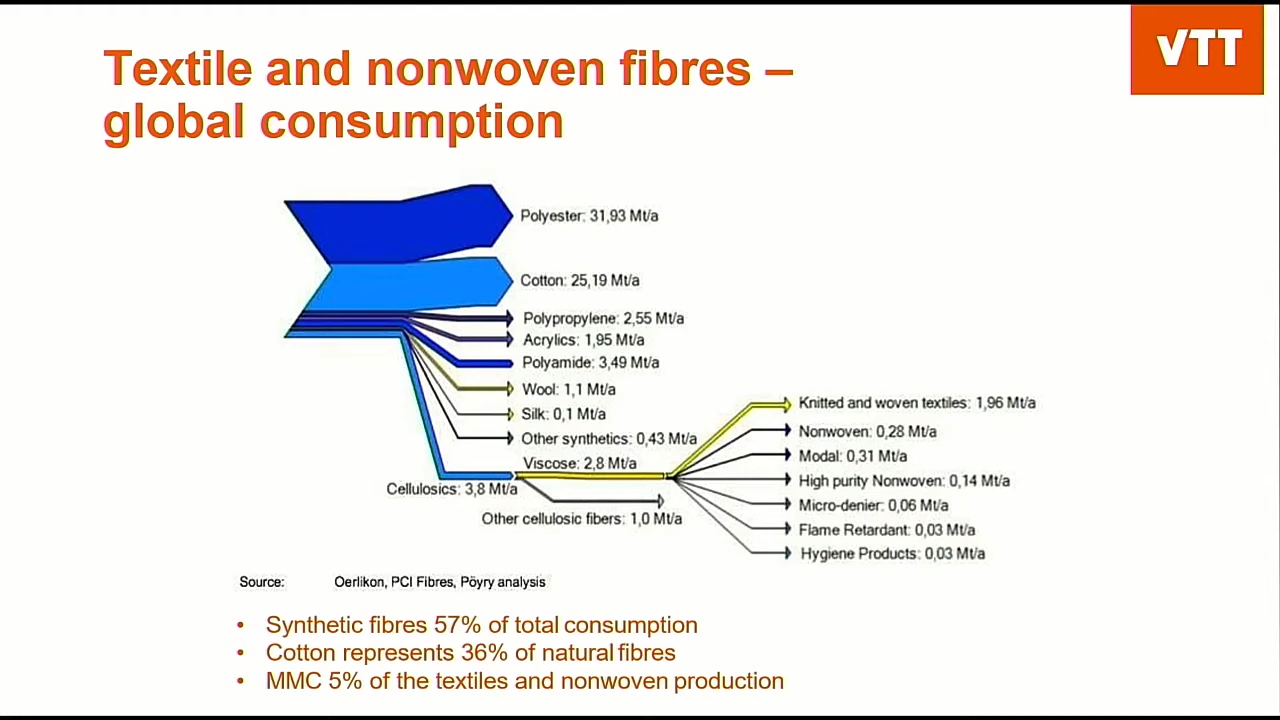 VTT
Textile and nonwoven fibres –
global consumption
Polyester: 31,93 Mt/a
Cotton: 25,19 Mt/a
Polypropylene: 2,55 Mt/a
Acrylics: 1,95 Mt/a
Polyamide: 3,49 Mt/a
Wool: 1,1 Mt/a
Silk: 0,1 Mt/a
Other synthetics: 0,43 Mt/a
Viscose: 2,8 Mt/a
Cellulosics: 3,8 Mt/a
Other cellulosic fibers: 1,0 Mt/a
Knitted and woven textiles: 1,96 Mt/a
Nonwoven: 0,28 Mt/a
Modal: 0,31 Mt/a
High purity Nonwoven: 0,14 Mt/a
Micro-denier: 0,06 Mt/a
Flame Retardant: 0,03 Mt/a
Hygiene Products: 0,03 Mt/a
Source: Oerlikon, PCI Fibres, Pöyry analysis
• Synthetic fibres 57% of total consumption
• Cotton represents 36% of natural fibres
• MMC 5% of the textiles and nonwoven production